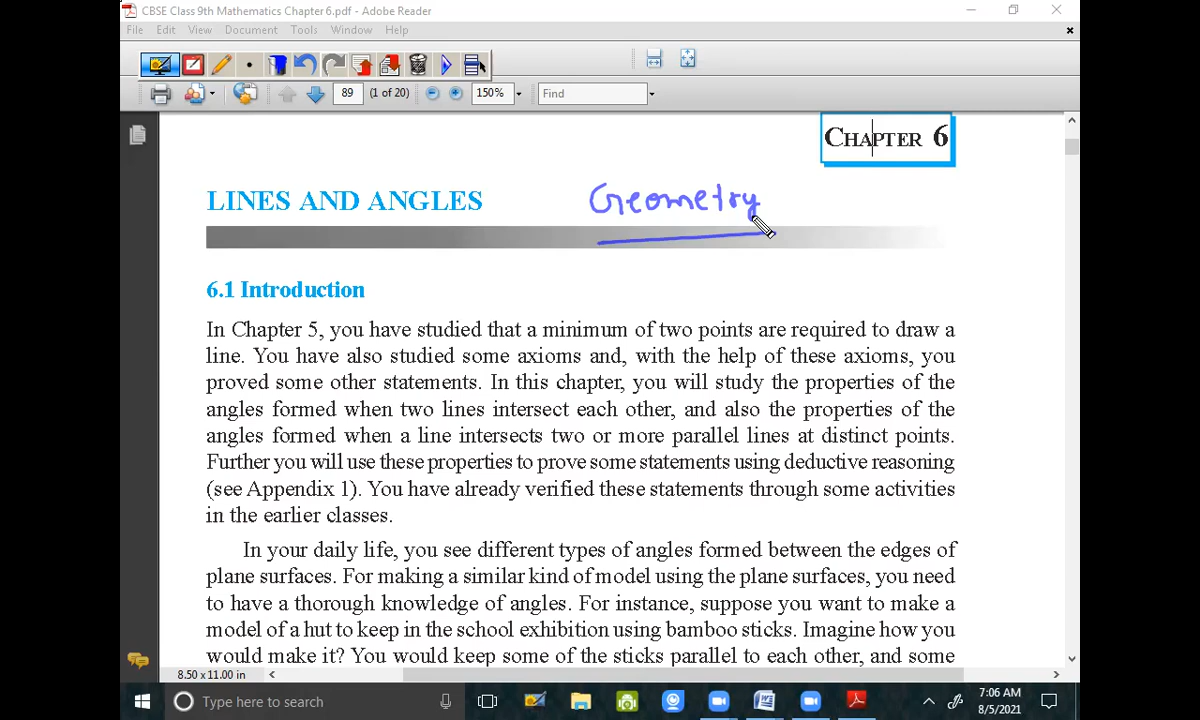 CBSE Class 9th Mathematics Chapter 6.pdf - Adobe Reader
File Edit View Document Tools Window Help
89 (1 of 20) 150% Find
CHAPTER 6
LINES AND ANGLES Geometry
6.1 Introduction
In Chapter 5, you have studied that a minimum of two points are required to draw a
line. You have also studied some axioms and, with the help of these axioms, you
proved some other statements. In this chapter, you will study the properties of the
angles formed when two lines intersect each other, and also the properties of the
angles formed when a line intersects two or more parallel lines at distinct points.
Further you will use these properties to prove some statements using deductive reasoning
(see Appendix 1). You have already verified these statements through some activities
in the earlier classes.
In your daily life, you see different types of angles formed between the edges of
plane surfaces. For making a similar kind of model using the plane surfaces, you need
to have a thorough knowledge of angles. For instance, suppose you want to make a
model of a hut to keep in the school exhibition using bamboo sticks. Imagine how you
would make it? You would keep some of the sticks parallel to each other, and some
8.50 x 11.00 in
Type here to search
7:06 AM
8/5/2021